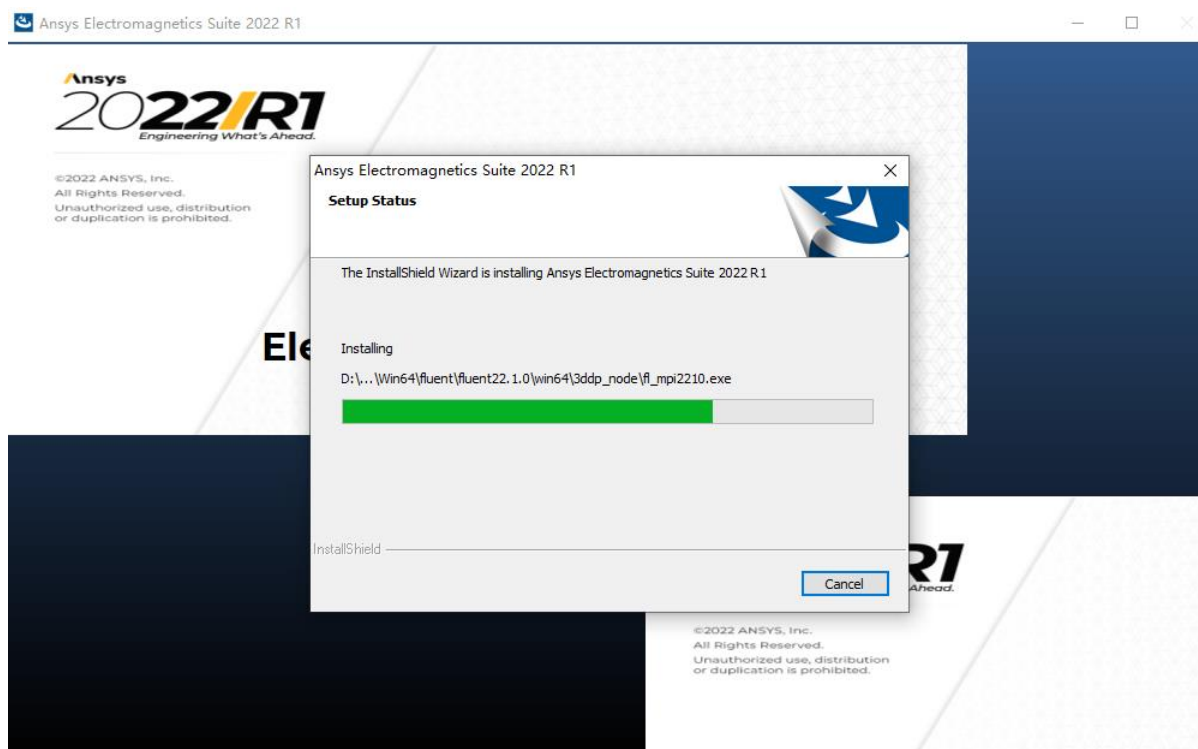 Ansys Electromagnetics Suite 2022 R1
Ansys
2022/R1
Engineering What's Ahead.
©2022 ANSYS, Inc.
All Rights Reserved.
Unauthorized use, distribution
or duplication is prohibited.
Ansys Electromagnetics Suite 2022 R1
Setup Status
The InstallShield Wizard is installing Ansys Electromagnetics Suite 2022 R1
Ele
Installing
D:\...\Win64\fluent\fluent22.1.0\win64\3ddp_node\fl_mpi2210.exe
InstallShield
Cancel
R1
Ahead.
©2022 ANSYS, Inc.
All Rights Reserved.
Unauthorized use, distribution
or duplication is prohibited.